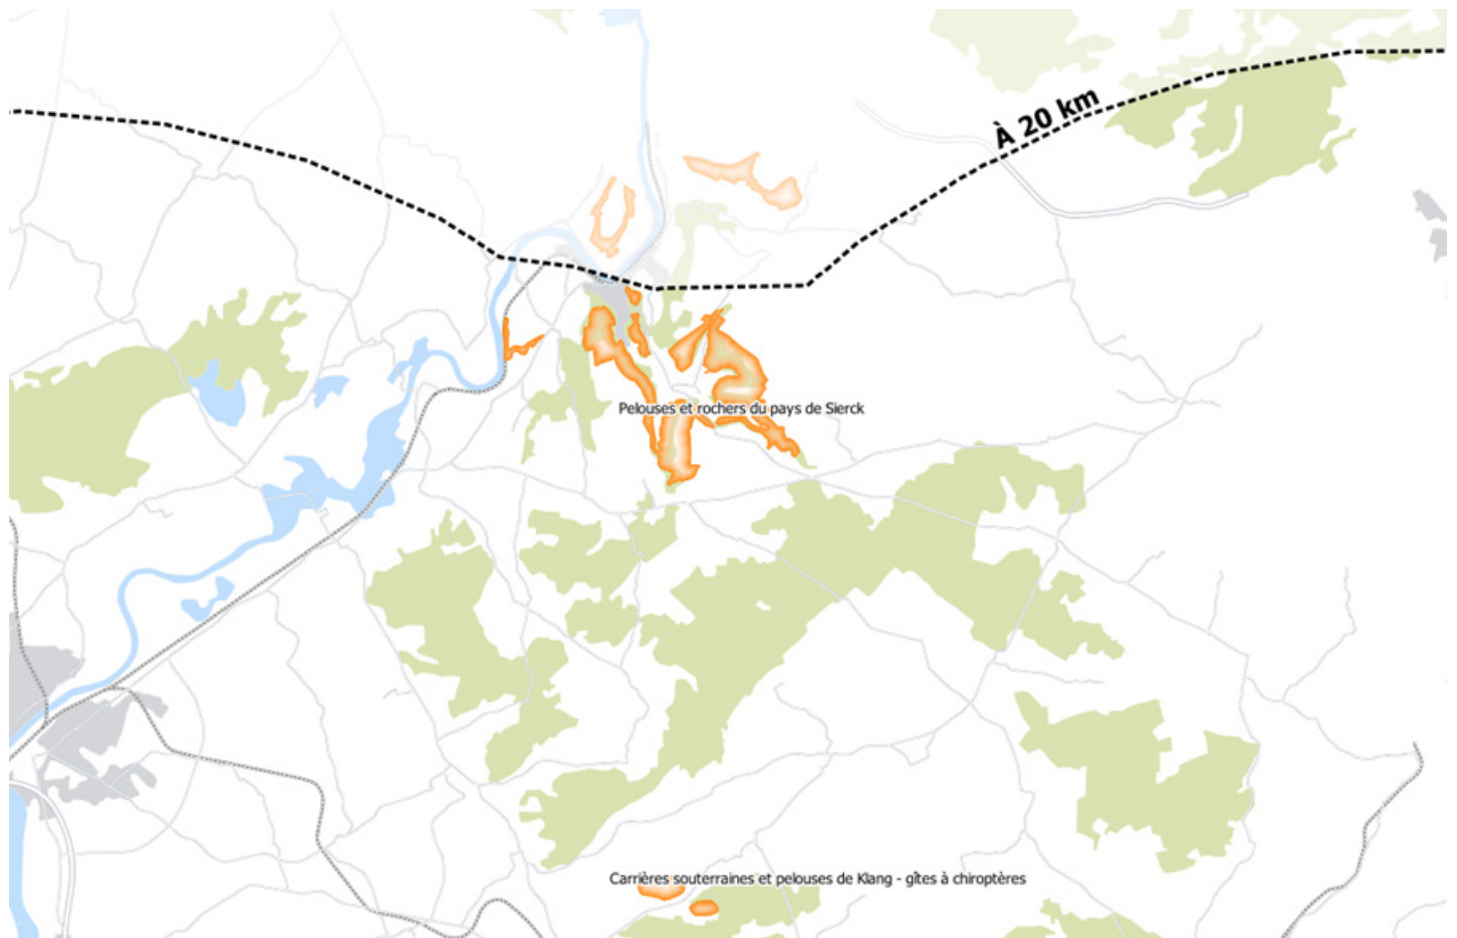 À 20 km
Pelouses et rochers du pays de Sierck
Carrières souterraines et pelouses de Klang - gîtes à chiroptères